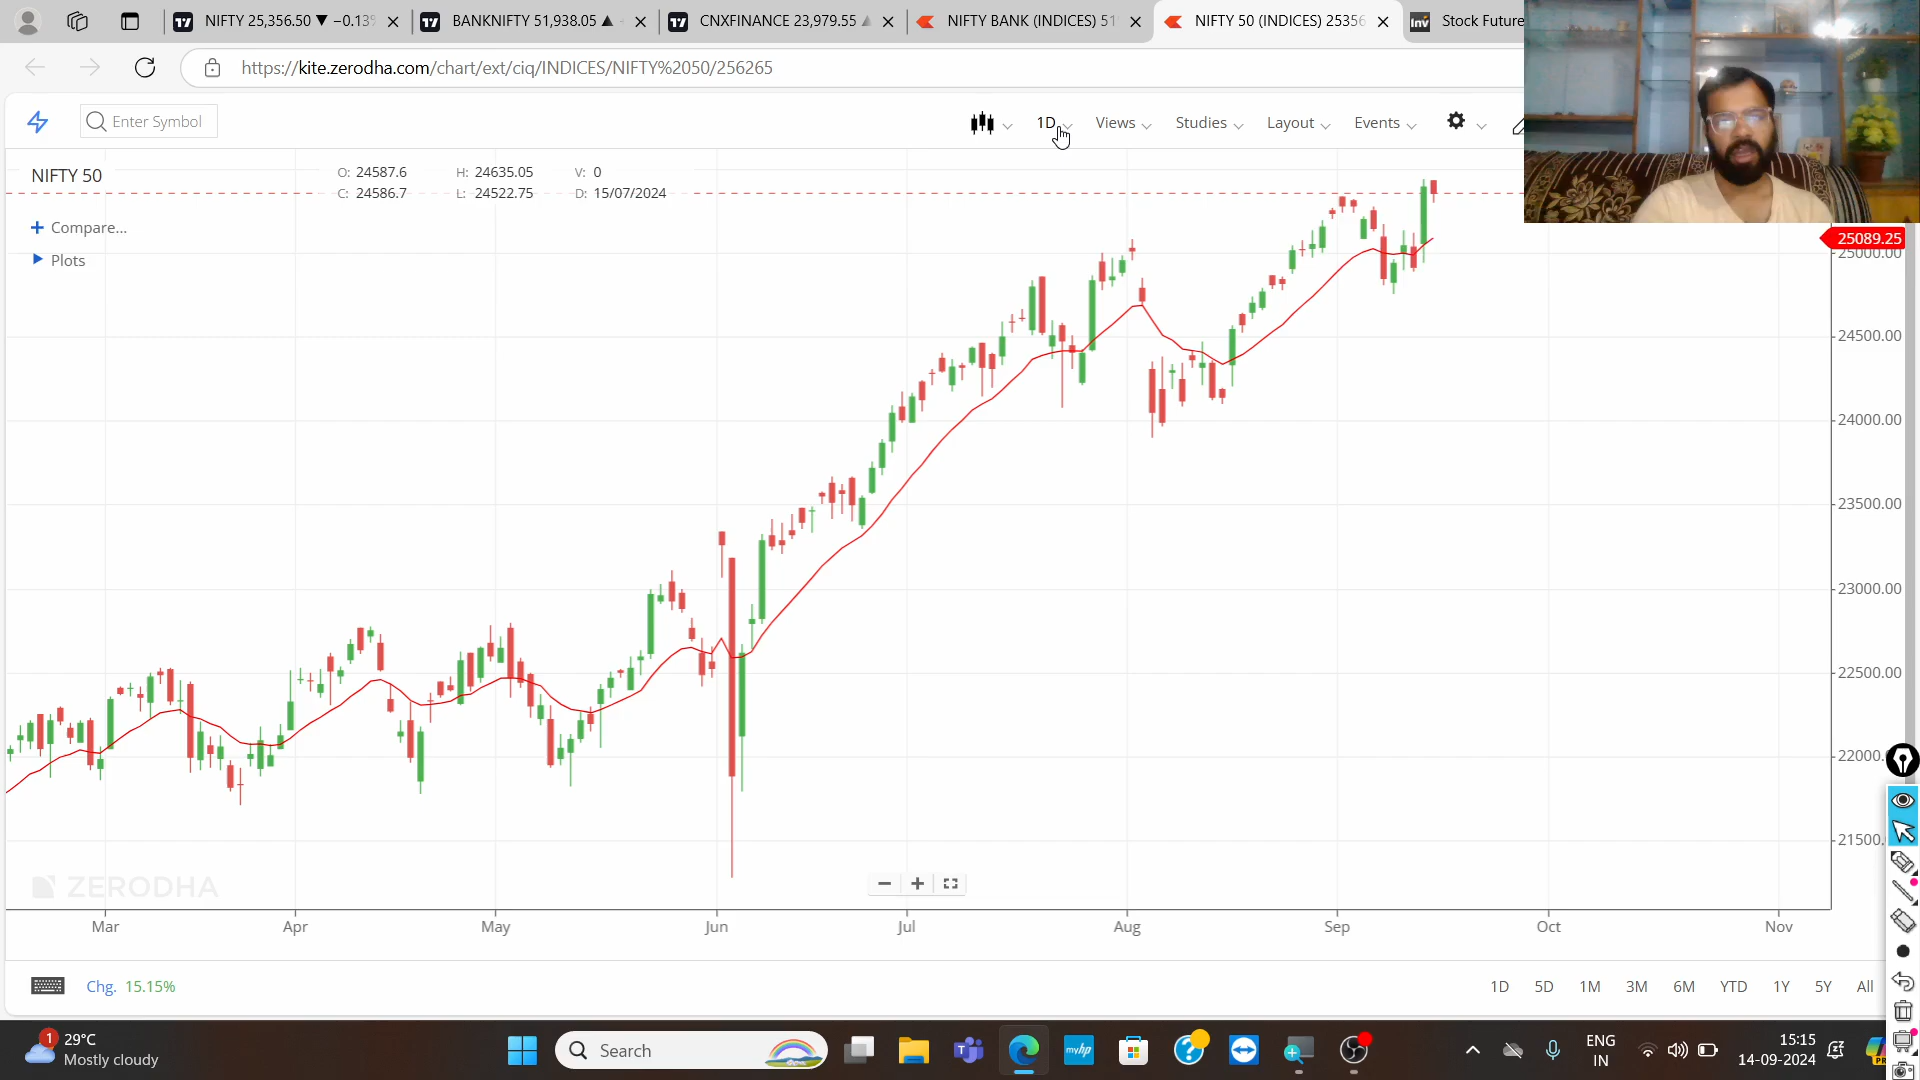 NIFTY 25,356.50 ▼ −0.13%
BANKNIFTY 51,938.05 ▲
CNXFINANCE 23,979.55 ▲
NIFTY BANK (INDICES) 51
NIFTY 50 (INDICES) 25356
Inv Stock Future
https://kite.zerodha.com/chart/ext/ciq/INDICES/NIFTY%2050/256265
Enter Symbol
1D
Views
Studies
Layout
Events
NIFTY 50
O: 24587.6 H: 24635.05 V: 0
C: 24586.7 L: 24522.75 D: 15/07/2024
+ Compare...
Plots
25089.25
25000.00
24500.00
24000.00
23500.00
23000.00
22500.00
22000.
21500.
ZERODHA
Mar Apr May Jun Jul Aug Sep Oct Nov
Chg. 15.15%
1D 5D 1M 3M 6M YTD 1Y 5Y All
1
29°C
Mostly cloudy
Search
myhp
ENG
IN
15:15
14-09-2024